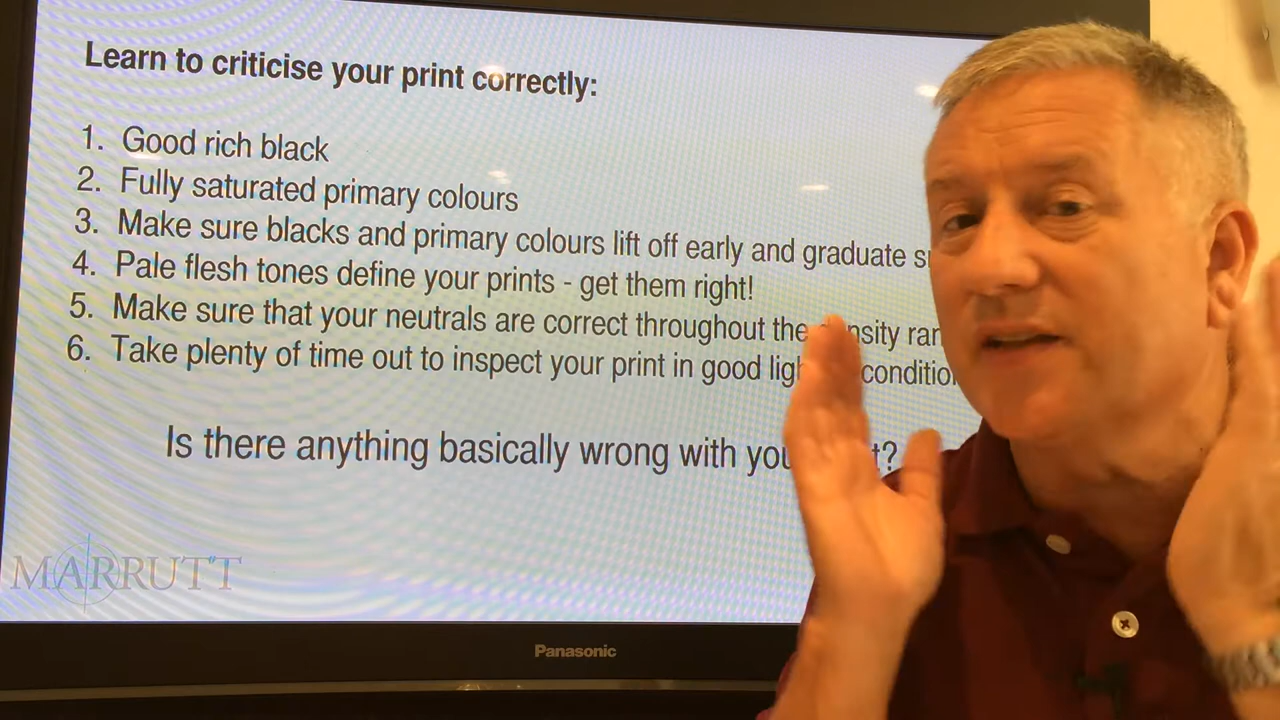 Learn to criticise your print correctly:
1. Good rich black
2. Fully saturated primary colours
3. Make sure blacks and primary colours lift off early and graduate
4. Pale flesh tones define your prints - get them right!
5. Make sure that your neutrals are correct throughout the
6. Take plenty of time out to inspect your print in good
Is there anything basically wrong with
MARRUTT
Panasonic